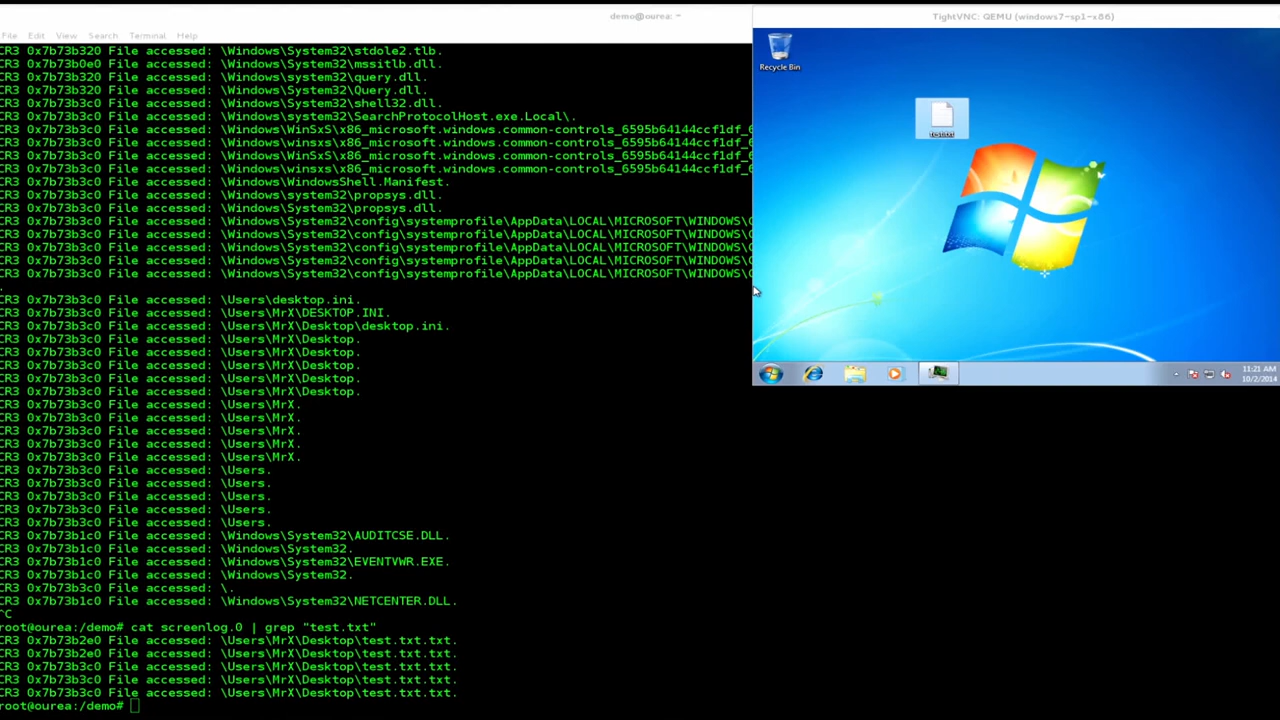 demo@ourea: ~
File Edit View Search Terminal Help
CR3 0x7b73b320 File accessed: \Windows\System32\stdole2.tlb.
CR3 0x7b73b0e0 File accessed: \Windows\System32\mssitlb.dll.
CR3 0x7b73b320 File accessed: \Windows\system32\query.dll.
CR3 0x7b73b320 File accessed: \Windows\System32\Query.dll.
CR3 0x7b73b3c0 File accessed: \Windows\System32\shell32.dll.
CR3 0x7b73b3c0 File accessed: \Windows\system32\SearchProtocolHost.exe.Local\.
CR3 0x7b73b3c0 File accessed: \Windows\WinSxS\x86_microsoft.windows.common-controls_6595b64144ccf1df_6
CR3 0x7b73b3c0 File accessed: \Windows\winsxs\x86_microsoft.windows.common-controls_6595b64144ccf1df_6
CR3 0x7b73b3c0 File accessed: \Windows\WinSxS\x86_microsoft.windows.common-controls_6595b64144ccf1df_6
CR3 0x7b73b3c0 File accessed: \Windows\winsxs\x86_microsoft.windows.common-controls_6595b64144ccf1df_6
CR3 0x7b73b3c0 File accessed: \Windows\WindowsShell.Manifest.
CR3 0x7b73b3c0 File accessed: \Windows\system32\propsys.dll.
CR3 0x7b73b3c0 File accessed: \Windows\system32\propsys.dll.
CR3 0x7b73b3c0 File accessed: \Windows\System32\config\systemprofile\AppData\LOCAL\MICROSOFT\WINDOWS\C
CR3 0x7b73b3c0 File accessed: \Windows\System32\config\systemprofile\AppData\LOCAL\MICROSOFT\WINDOWS\C
CR3 0x7b73b3c0 File accessed: \Windows\System32\config\systemprofile\AppData\LOCAL\MICROSOFT\WINDOWS\C
CR3 0x7b73b3c0 File accessed: \Windows\System32\config\systemprofile\AppData\LOCAL\MICROSOFT\WINDOWS\C
CR3 0x7b73b3c0 File accessed: \Windows\System32\config\systemprofile\AppData\LOCAL\MICROSOFT\WINDOWS\C
.
CR3 0x7b73b3c0 File accessed: \Users\desktop.ini.
CR3 0x7b73b3c0 File accessed: \Users\MrX\DESKTOP.INI.
CR3 0x7b73b3c0 File accessed: \Users\MrX\Desktop\desktop.ini.
CR3 0x7b73b3c0 File accessed: \Users\MrX\Desktop.
CR3 0x7b73b3c0 File accessed: \Users\MrX\Desktop.
CR3 0x7b73b3c0 File accessed: \Users\MrX\Desktop.
CR3 0x7b73b3c0 File accessed: \Users\MrX\Desktop.
CR3 0x7b73b3c0 File accessed: \Users\MrX\Desktop.
CR3 0x7b73b3c0 File accessed: \Users\MrX.
CR3 0x7b73b3c0 File accessed: \Users\MrX.
CR3 0x7b73b3c0 File accessed: \Users\MrX.
CR3 0x7b73b3c0 File accessed: \Users\MrX.
CR3 0x7b73b3c0 File accessed: \Users\MrX.
CR3 0x7b73b3c0 File accessed: \Users.
CR3 0x7b73b3c0 File accessed: \Users.
CR3 0x7b73b3c0 File accessed: \Users.
CR3 0x7b73b3c0 File accessed: \Users.
CR3 0x7b73b3c0 File accessed: \Users.
CR3 0x7b73b1c0 File accessed: \Windows\System32\AUDITCSE.DLL.
CR3 0x7b73b1c0 File accessed: \Windows\System32.
CR3 0x7b73b1c0 File accessed: \Windows\System32\EVENTVWR.EXE.
CR3 0x7b73b1c0 File accessed: \Windows\System32.
CR3 0x7b73b3c0 File accessed: \.
CR3 0x7b73b1c0 File accessed: \Windows\System32\NETCENTER.DLL.
^C
root@ourea:/demo# cat screenlog.0 | grep "test.txt"
CR3 0x7b73b2e0 File accessed: \Users\MrX\Desktop\test.txt.txt.
CR3 0x7b73b2e0 File accessed: \Users\MrX\Desktop\test.txt.txt.
CR3 0x7b73b3c0 File accessed: \Users\MrX\Desktop\test.txt.txt.
CR3 0x7b73b3c0 File accessed: \Users\MrX\Desktop\test.txt.txt.
CR3 0x7b73b3c0 File accessed: \Users\MrX\Desktop\test.txt.txt.
root@ourea:/demo#
TightVNC: QEMU (windows7-sp1-x86)
Recycle Bin
test.txt
11:21 AM
10/2/2014